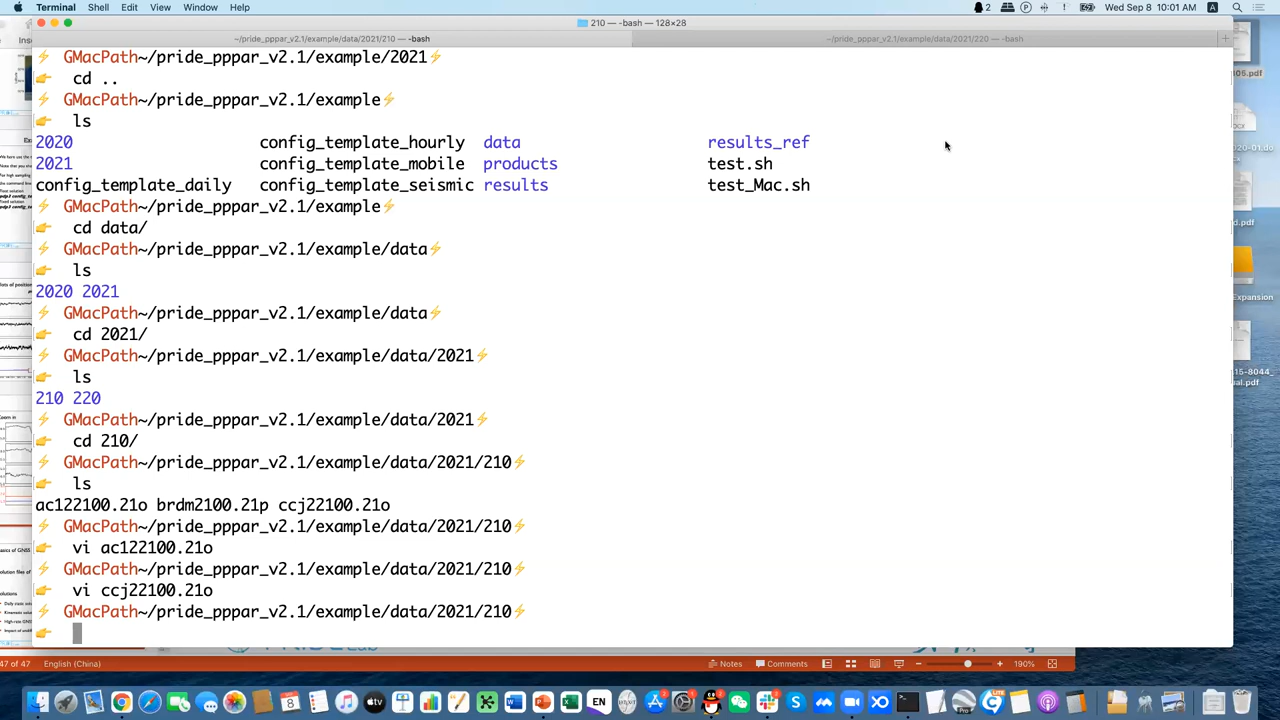 Terminal Shell Edit View Window Help
2
Wed Sep 8 10:01 AM
210 — -bash — 128×28
~/pride_pppar_v2.1/example/data/2021/210 — -bash
~/pride_pppar_v2.1/example/data/2021/220 — -bash
GMacPath~/pride_pppar_v2.1/example/2021
cd ..
GMacPath~/pride_pppar_v2.1/example
ls
2020 config_template_hourly data results_ref
2021 config_template_mobile products test.sh
config_template_daily config_template_seismic results test_Mac.sh
GMacPath~/pride_pppar_v2.1/example
cd data/
GMacPath~/pride_pppar_v2.1/example/data
ls
2020 2021
GMacPath~/pride_pppar_v2.1/example/data
cd 2021/
GMacPath~/pride_pppar_v2.1/example/data/2021
ls
210 220
GMacPath~/pride_pppar_v2.1/example/data/2021
cd 210/
GMacPath~/pride_pppar_v2.1/example/data/2021/210
ls
ac122100.21o brdm2100.21p ccj22100.21o
GMacPath~/pride_pppar_v2.1/example/data/2021/210
vi ac122100.21o
GMacPath~/pride_pppar_v2.1/example/data/2021/210
vi ccj22100.21o
GMacPath~/pride_pppar_v2.1/example/data/2021/210
47 of 47 English (China) Notes Comments 190%